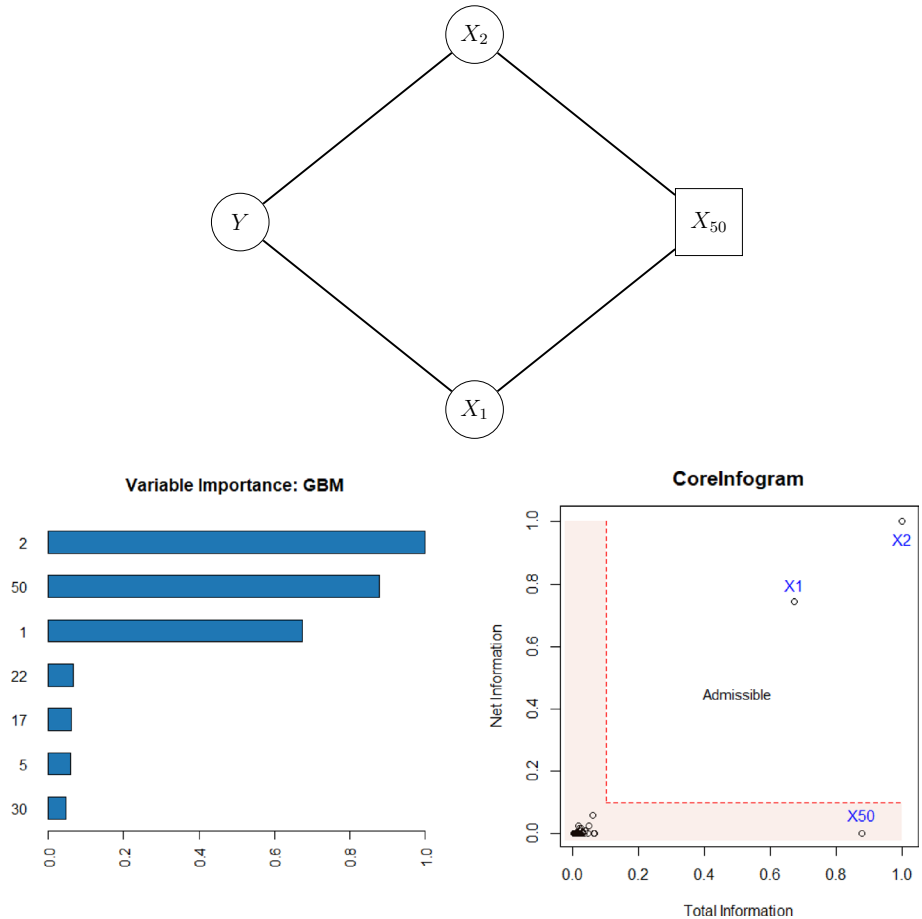 X₂
Y
X₅₀
X₁
Variable Importance: GBM
2
50
1
22
17
5
30
0.0
0.2
0.4
0.6
0.8
1.0
CoreInfogram
Net Information
1.0
0.8
0.6
0.4
0.2
0.0
X2
X1
Admissible
X50
0.0 0.2 0.4 0.6 0.8 1.0
Total Information